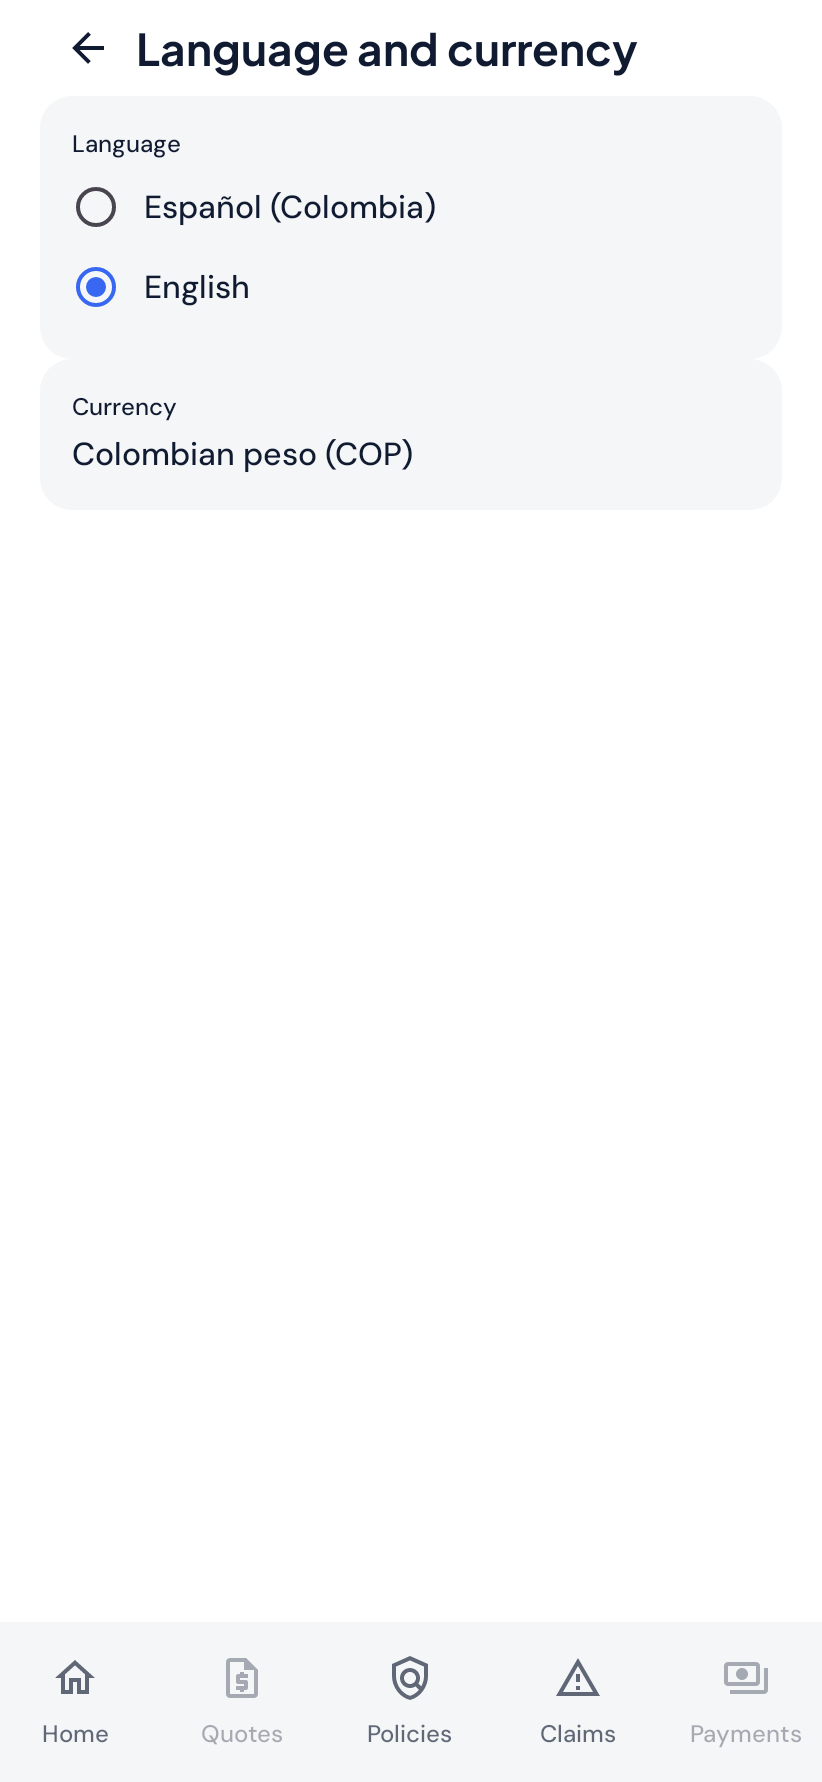 Language and currency
Language
Español (Colombia)
English
Currency
Colombian peso (COP)
Home
Quotes
Policies
Claims
Payments